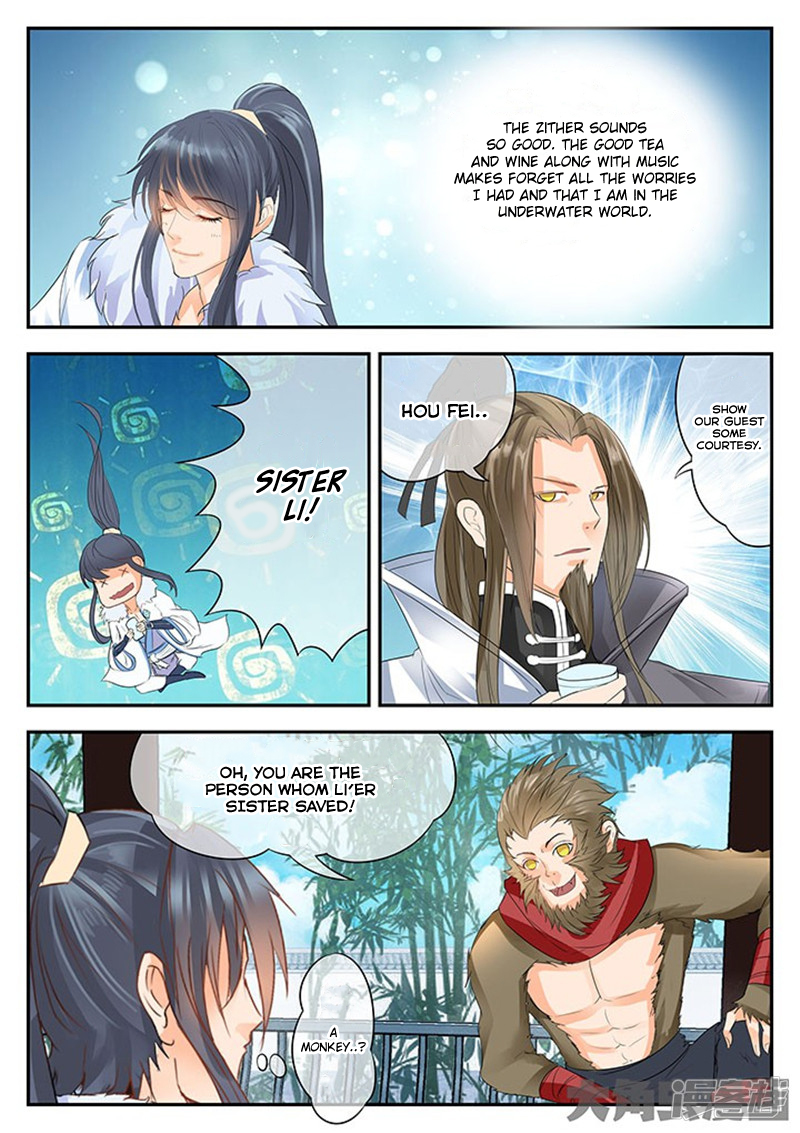 THE ZITHER SOUNDS
SO GOOD. THE GOOD TEA
AND WINE ALONG WITH MUSIC
MAKES FORGET ALL THE WORRIES
I HAD AND THAT I AM IN THE
UNDERWATER WORLD.
SISTER
LI!
HOU FEI..
SHOW
OUR GUEST
SOME
COURTESY.
OH, YOU ARE THE
PERSON WHOM LI'ER
SISTER SAVED!
A
MONKEY..?